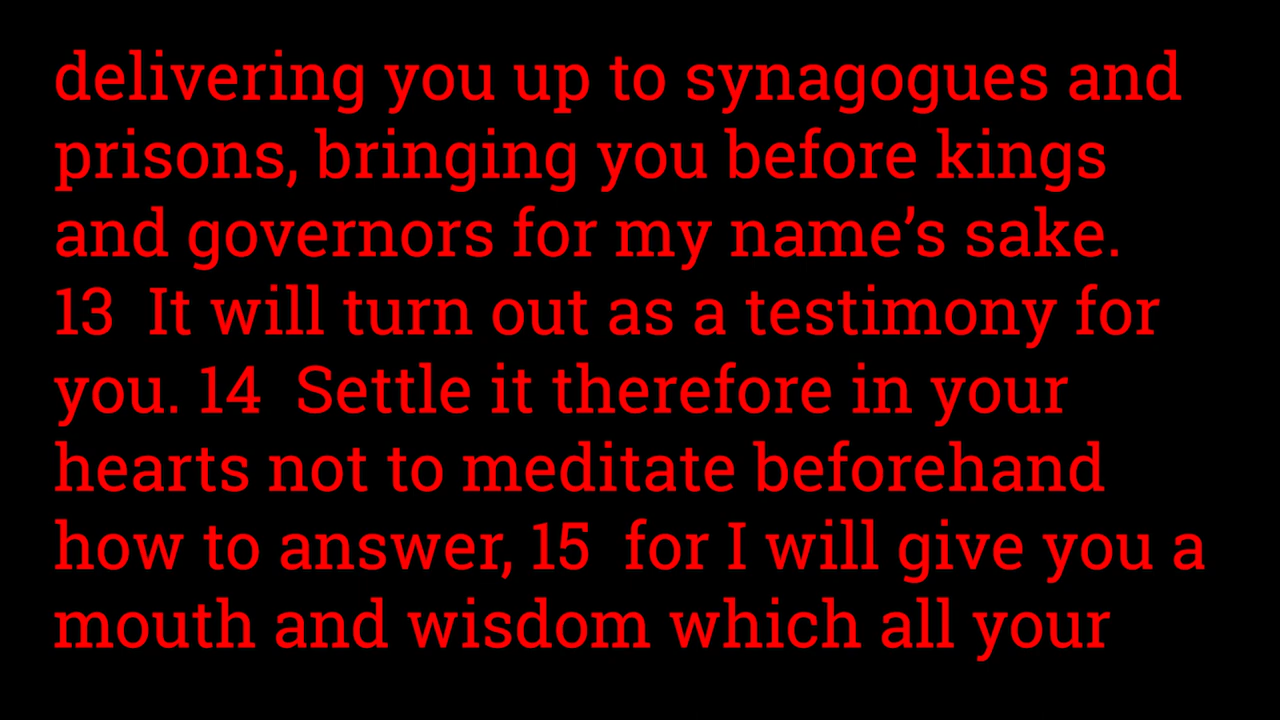 delivering you up to synagogues and
prisons, bringing you before kings
and governors for my name’s sake.
13  It will turn out as a testimony for
you. 14  Settle it therefore in your
hearts not to meditate beforehand
how to answer, 15  for I will give you a
mouth and wisdom which all your